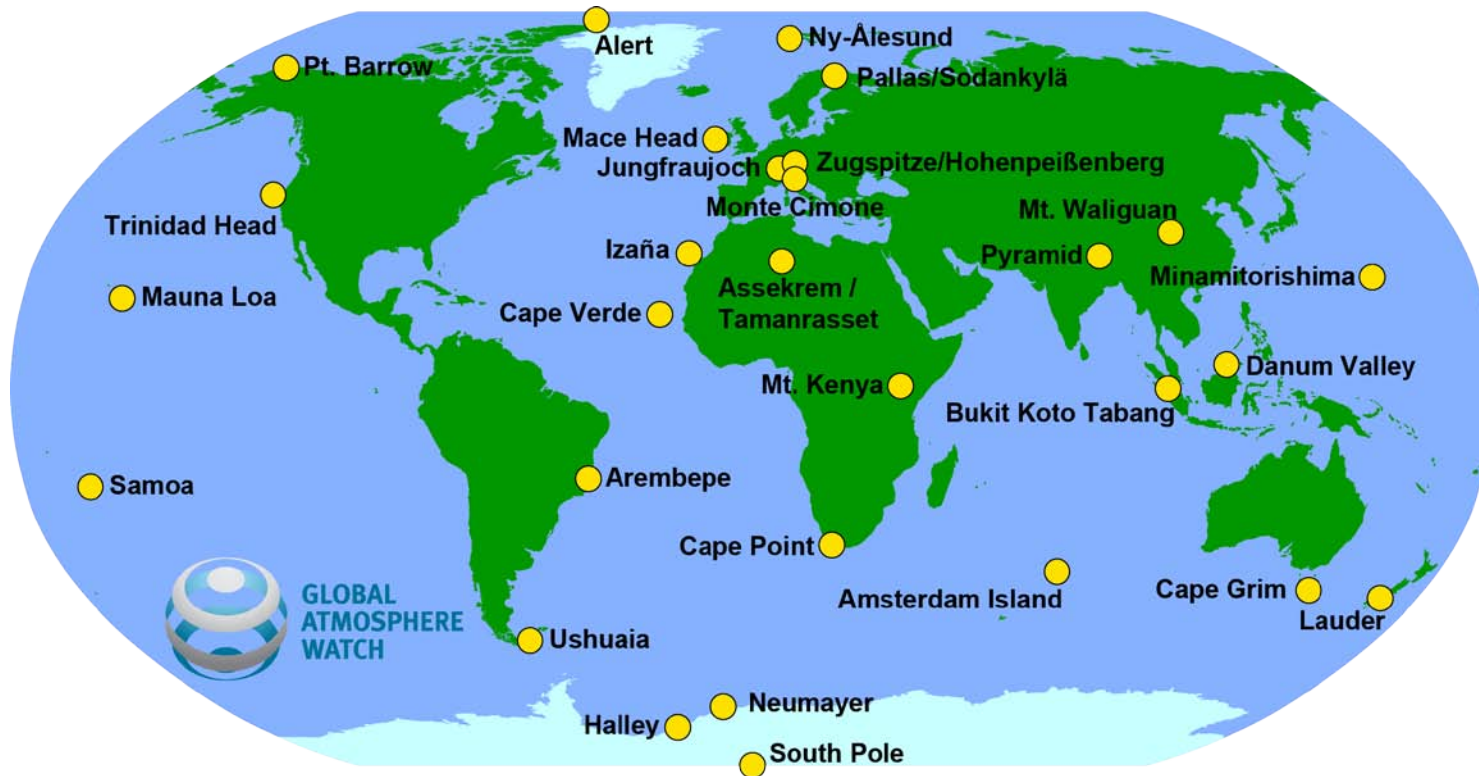 Alert
Ny-Ålesund
Pt. Barrow
Pallas/Sodankylä
Mace Head
Jungfraujoch
Zugspitze/Hohenpeißenberg
Monte Cimone
Trinidad Head
Mt. Waliguan
Izaña
Pyramid
Minamitorishima
Mauna Loa
Assekrem /
Tamanrasset
Cape Verde
Danum Valley
Mt. Kenya
Bukit Koto Tabang
Samoa
Arembepe
Cape Point
Amsterdam Island
Cape Grim
Lauder
GLOBAL
ATMOSPHERE
WATCH
Ushuaia
Neumayer
Halley
South Pole